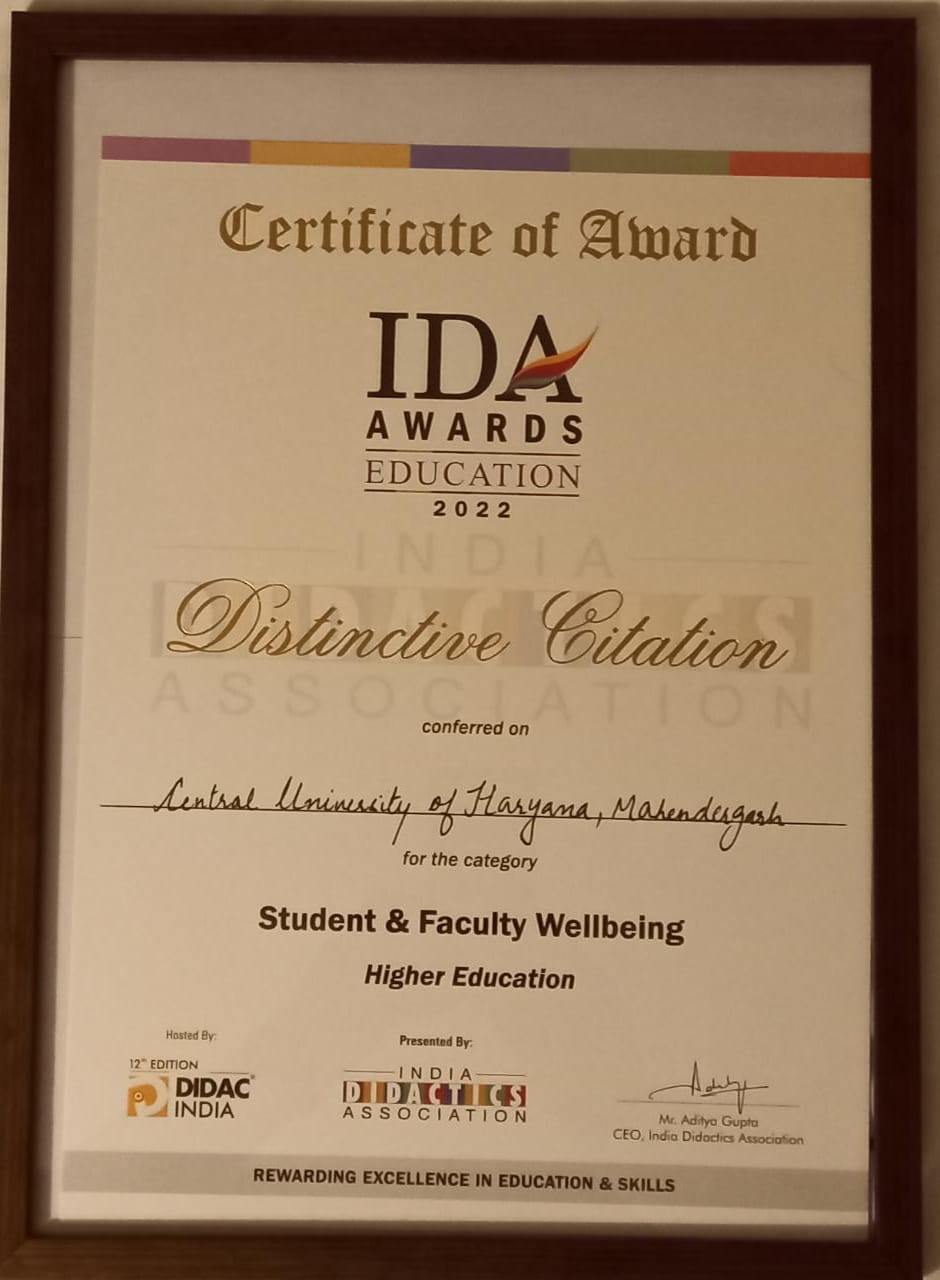 Certificate of Award
IDA
AWARDS
EDUCATION
2022
INDIA
DIDACTICS
Distinctive Citation
ASSOCIATION
conferred on
Central University of Haryana, Mahendergarh
for the category
Student & Faculty Wellbeing
Higher Education
Hosted By:
12th EDITION
DIDAC®
INDIA
Presented By:
INDIA
DIDACTICS
ASSOCIATION
Mr. Aditya Gupta
CEO, India Didactics Association
REWARDING EXCELLENCE IN EDUCATION & SKILLS